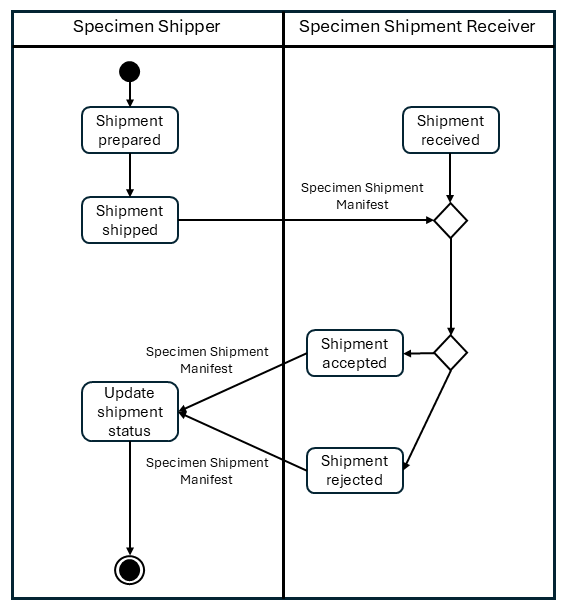 Specimen Shipper
Specimen Shipment Receiver
Shipment
prepared
Shipment
received
Specimen Shipment
Manifest
Shipment
shipped
Shipment
accepted
Specimen Shipment
Manifest
Update
shipment
status
Specimen Shipment
Manifest
Shipment
rejected